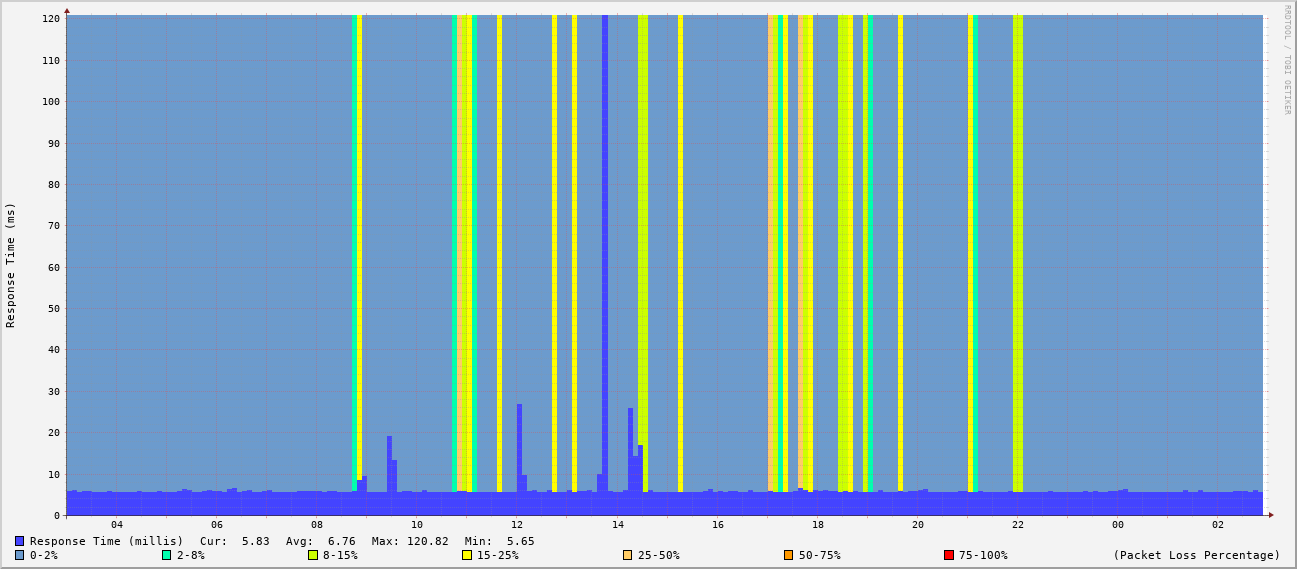 RRDTOOL / TOBI OETIKER
Response Time (ms)
120
110
100
90
80
70
60
50
40
30
20
10
0
04 06 08 10 12 14 16 18 20 22 00 02
Response Time (millis) Cur: 5.83 Avg: 6.76 Max: 120.82 Min: 5.65
0-2% 2-8% 8-15% 15-25% 25-50% 50-75% 75-100% (Packet Loss Percentage)